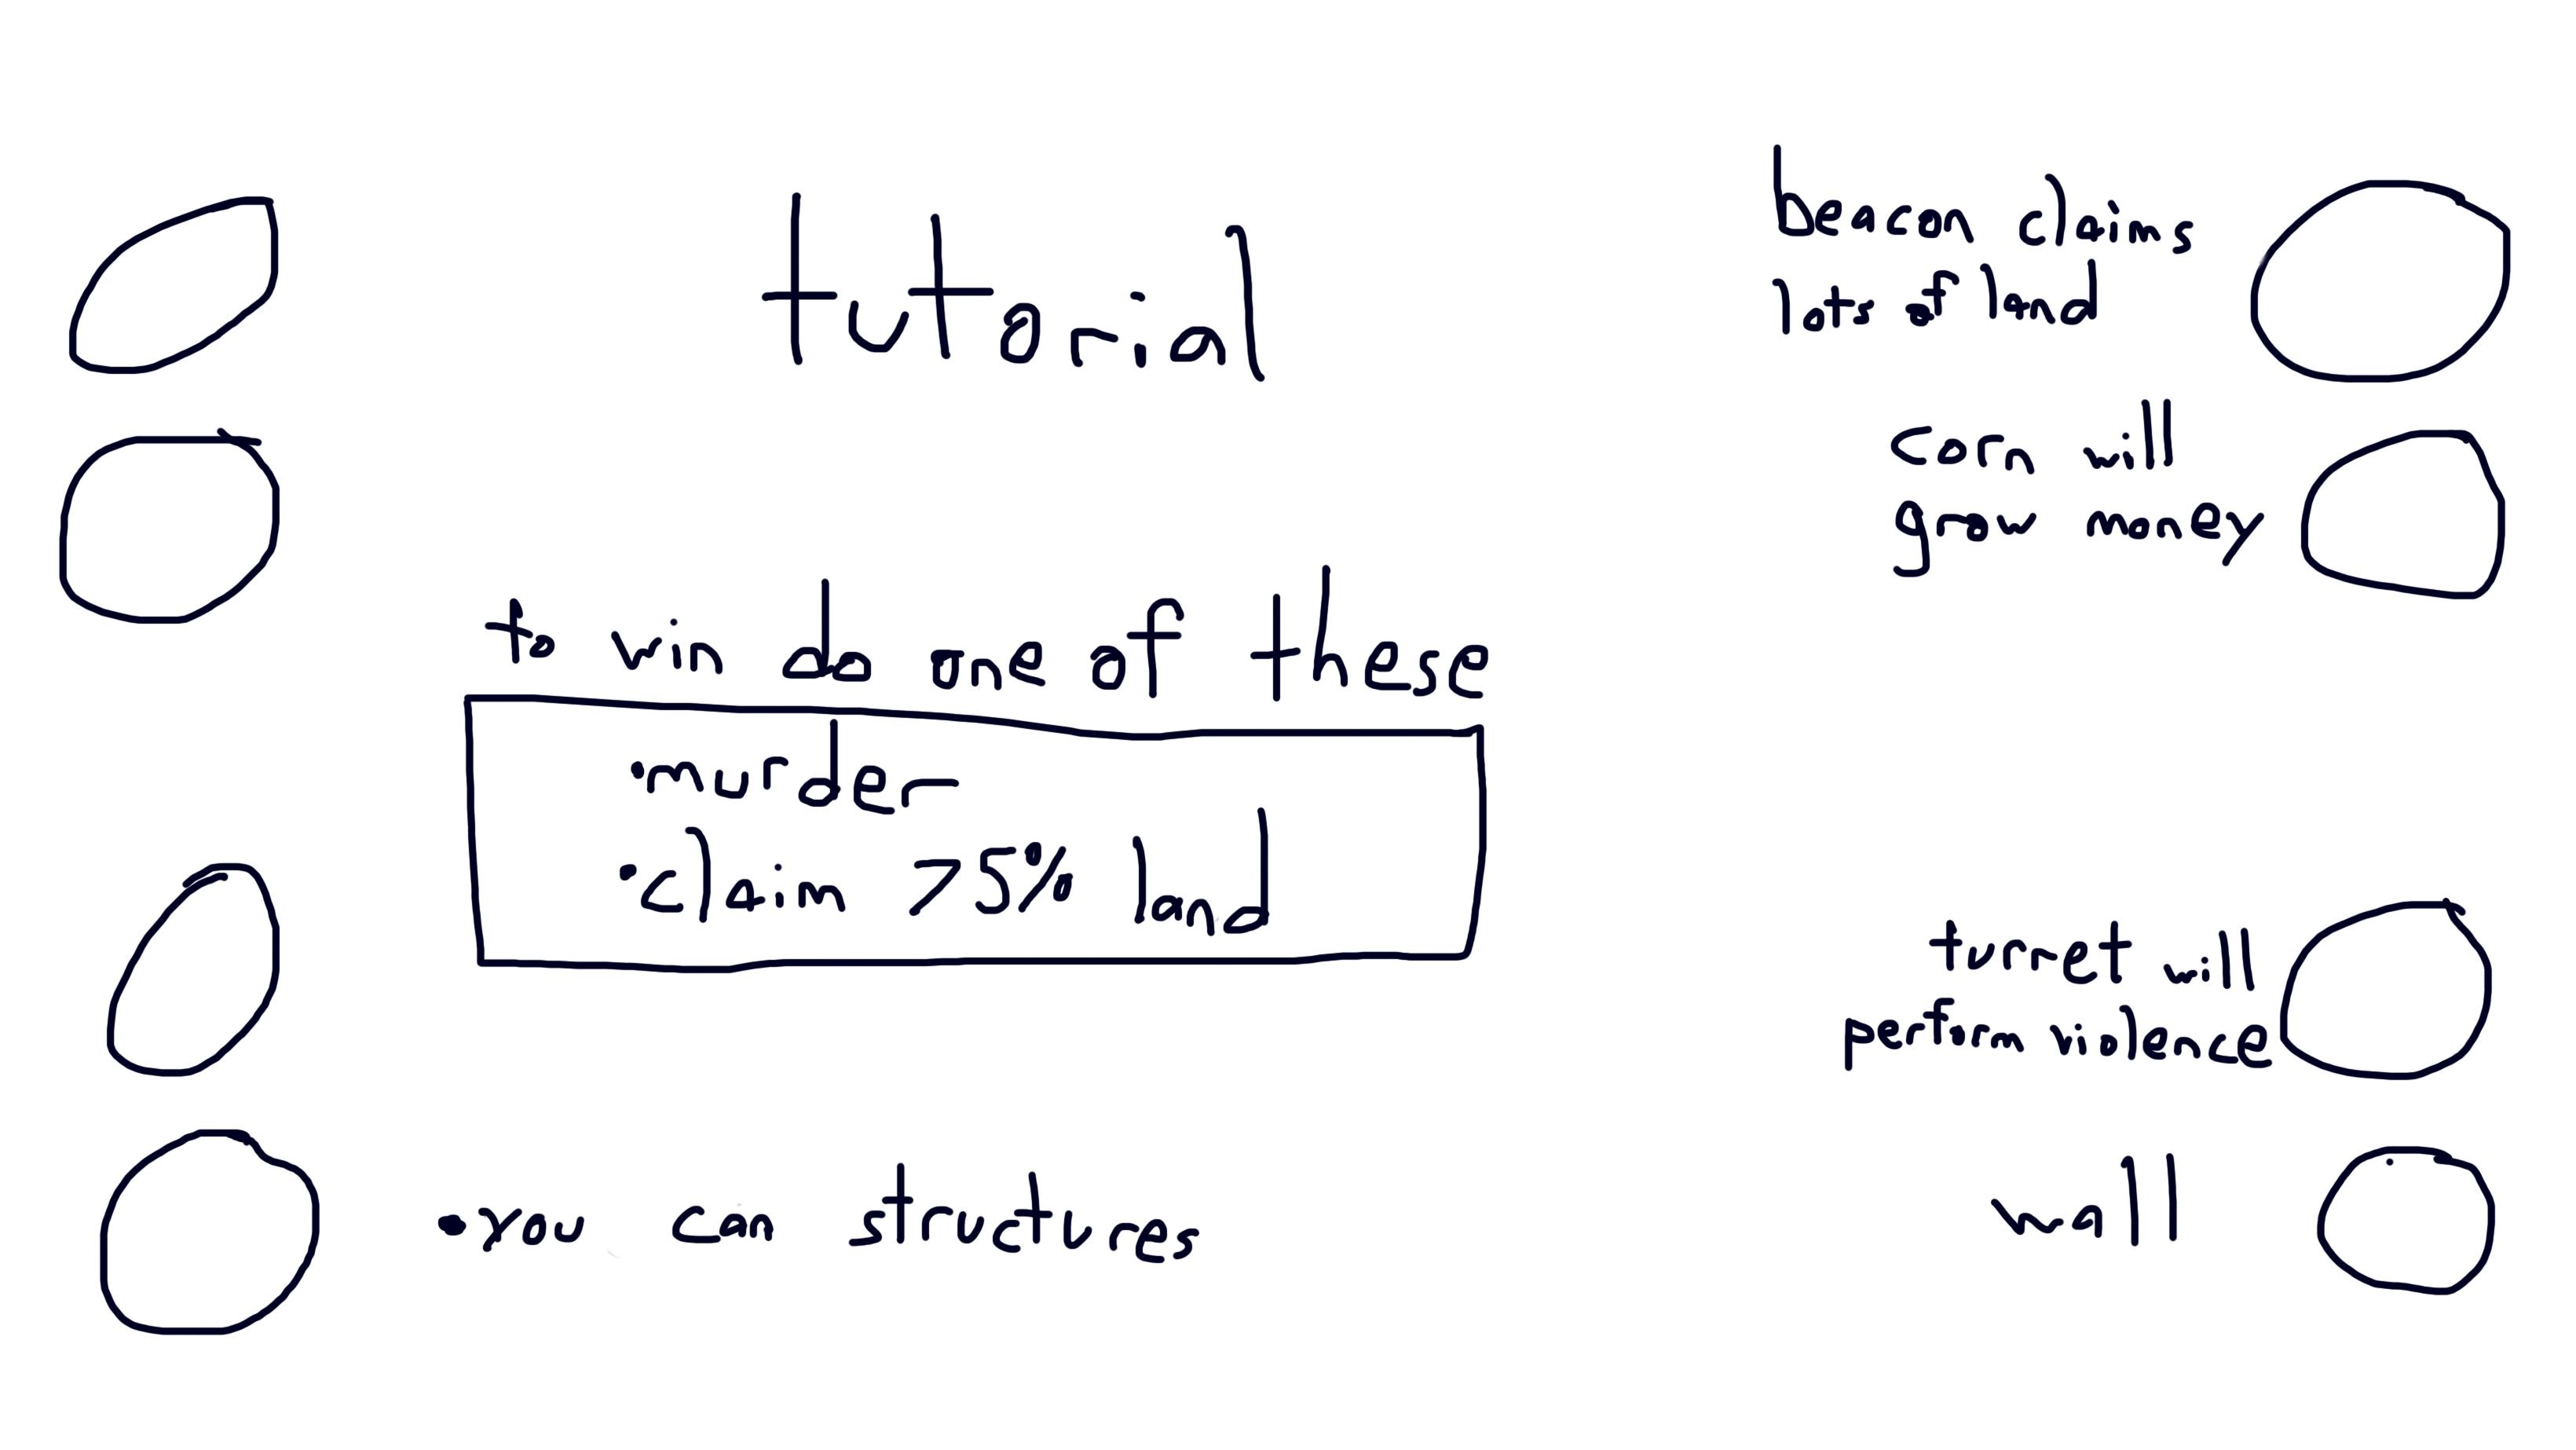 tutorial
to win do one of these
•murder
•claim 75% land
•you can structures
beacon claims
lots of land
corn will
grow money
turret will
perform violence
wall